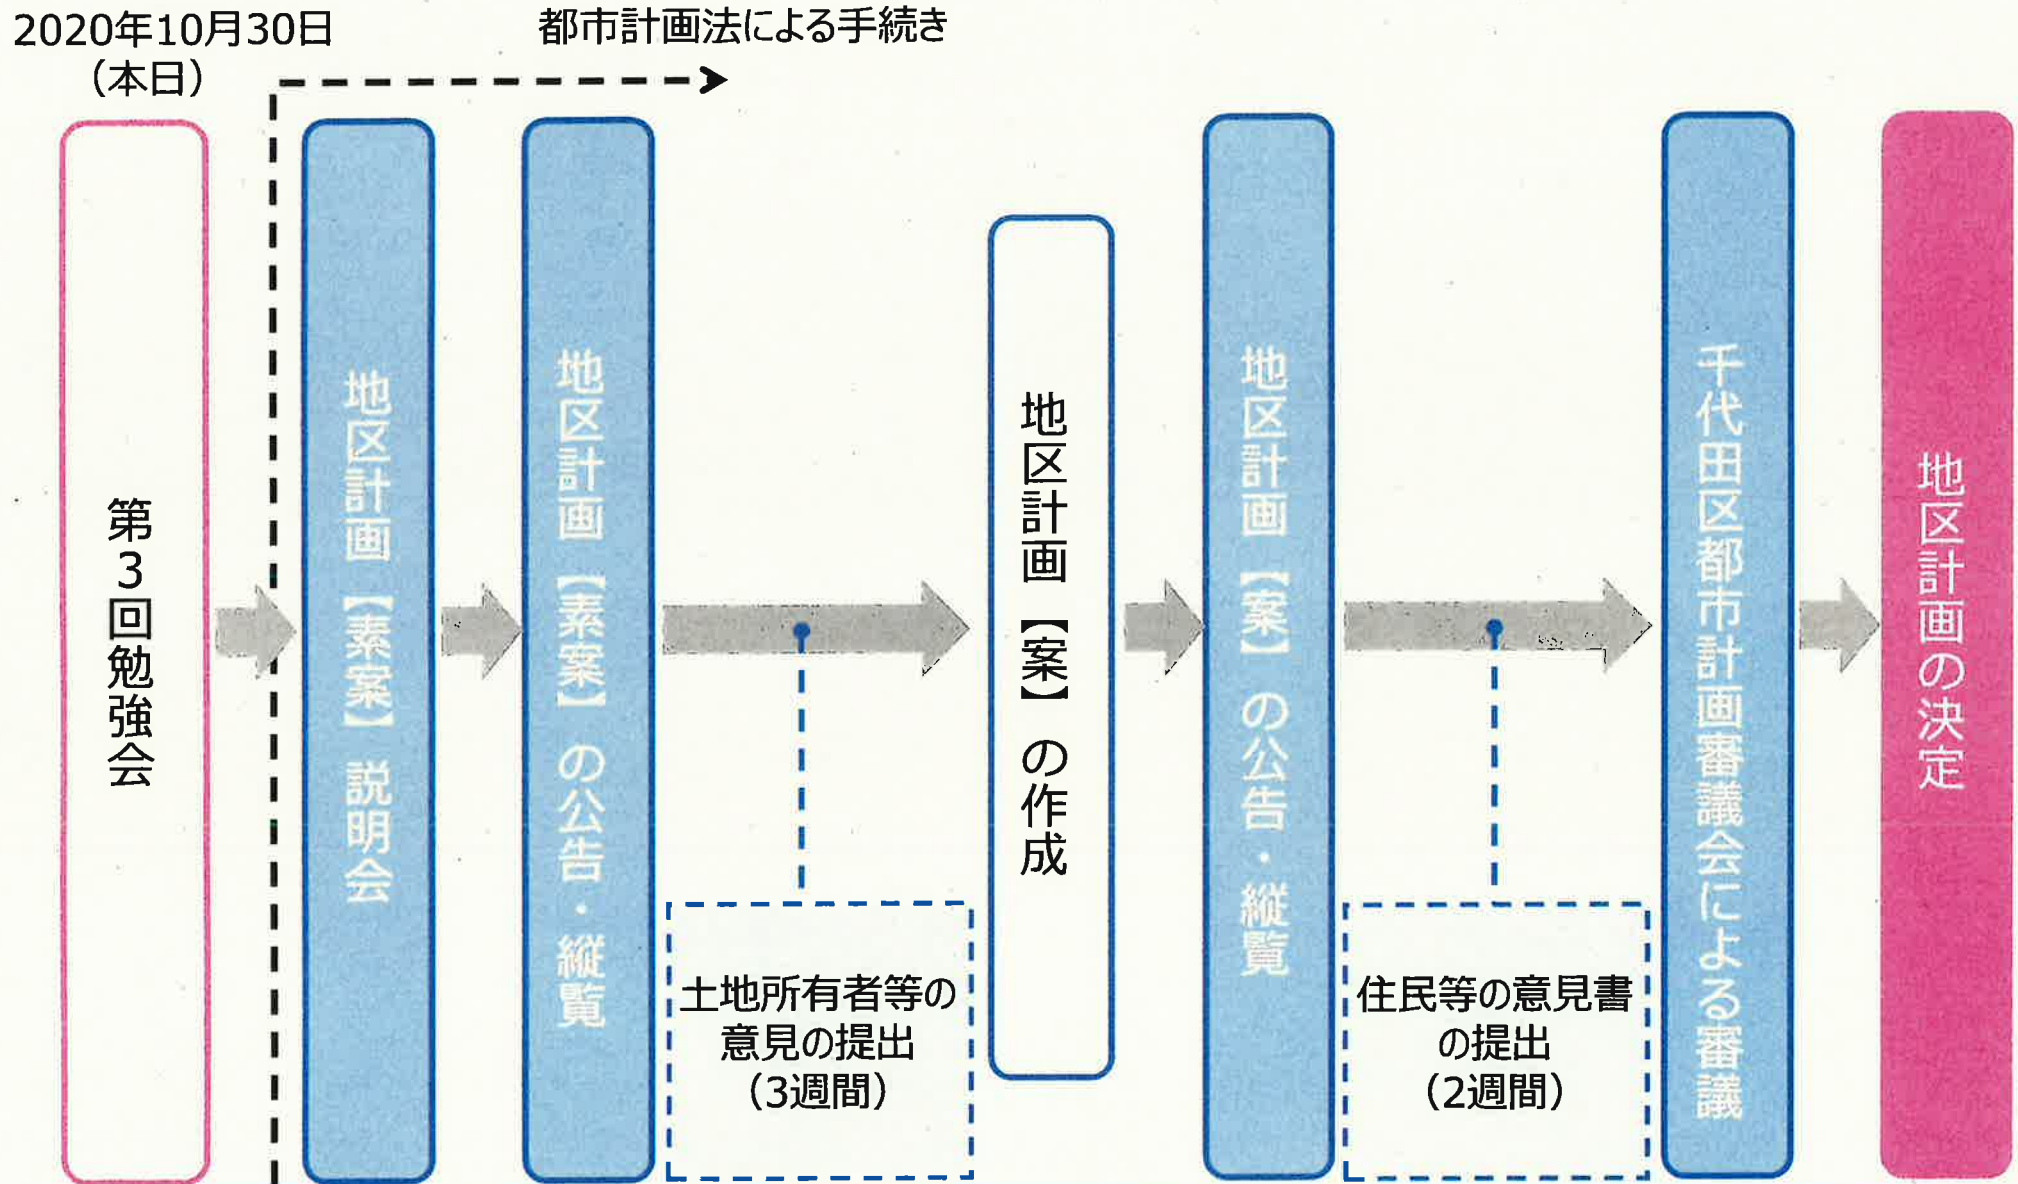 2020年10月30日
（本日）
都市計画法による手続き
第3回勉強会
地区計画【素案】説明会
地区計画【素案】の公告・縦覧
土地所有者等の
意見の提出
（3週間）
地区計画【案】の作成
地区計画【案】の公告・縦覧
住民等の意見書
の提出
（2週間）
千代田区都市計画審議会による審議
地区計画の決定